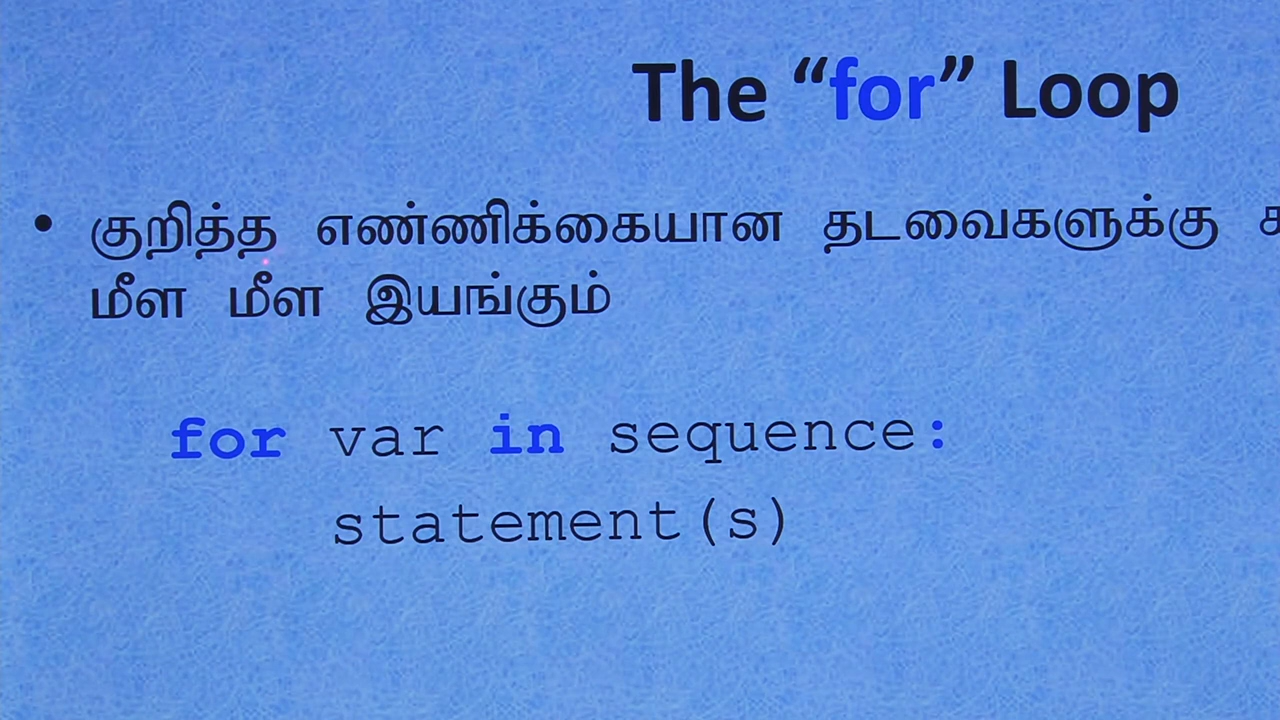 The “for” Loop
• குறித்த எண்ணிக்கையான தடவைகளுக்கு
மீள மீள இயங்கும்
for var in sequence:
statement(s)